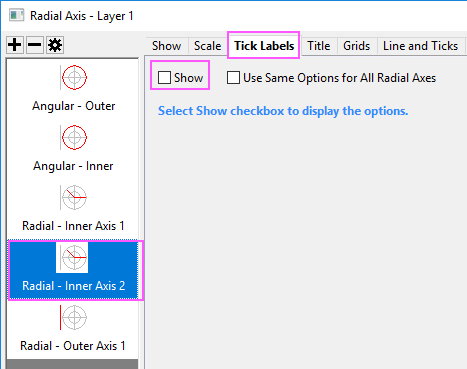 Radial Axis - Layer 1
Show Scale Tick Labels Title Grids Line and Ticks
Show Use Same Options for All Radial Axes
Select Show checkbox to display the options.
Angular - Outer
Angular - Inner
Radial - Inner Axis 1
Radial - Inner Axis 2
Radial - Outer Axis 1